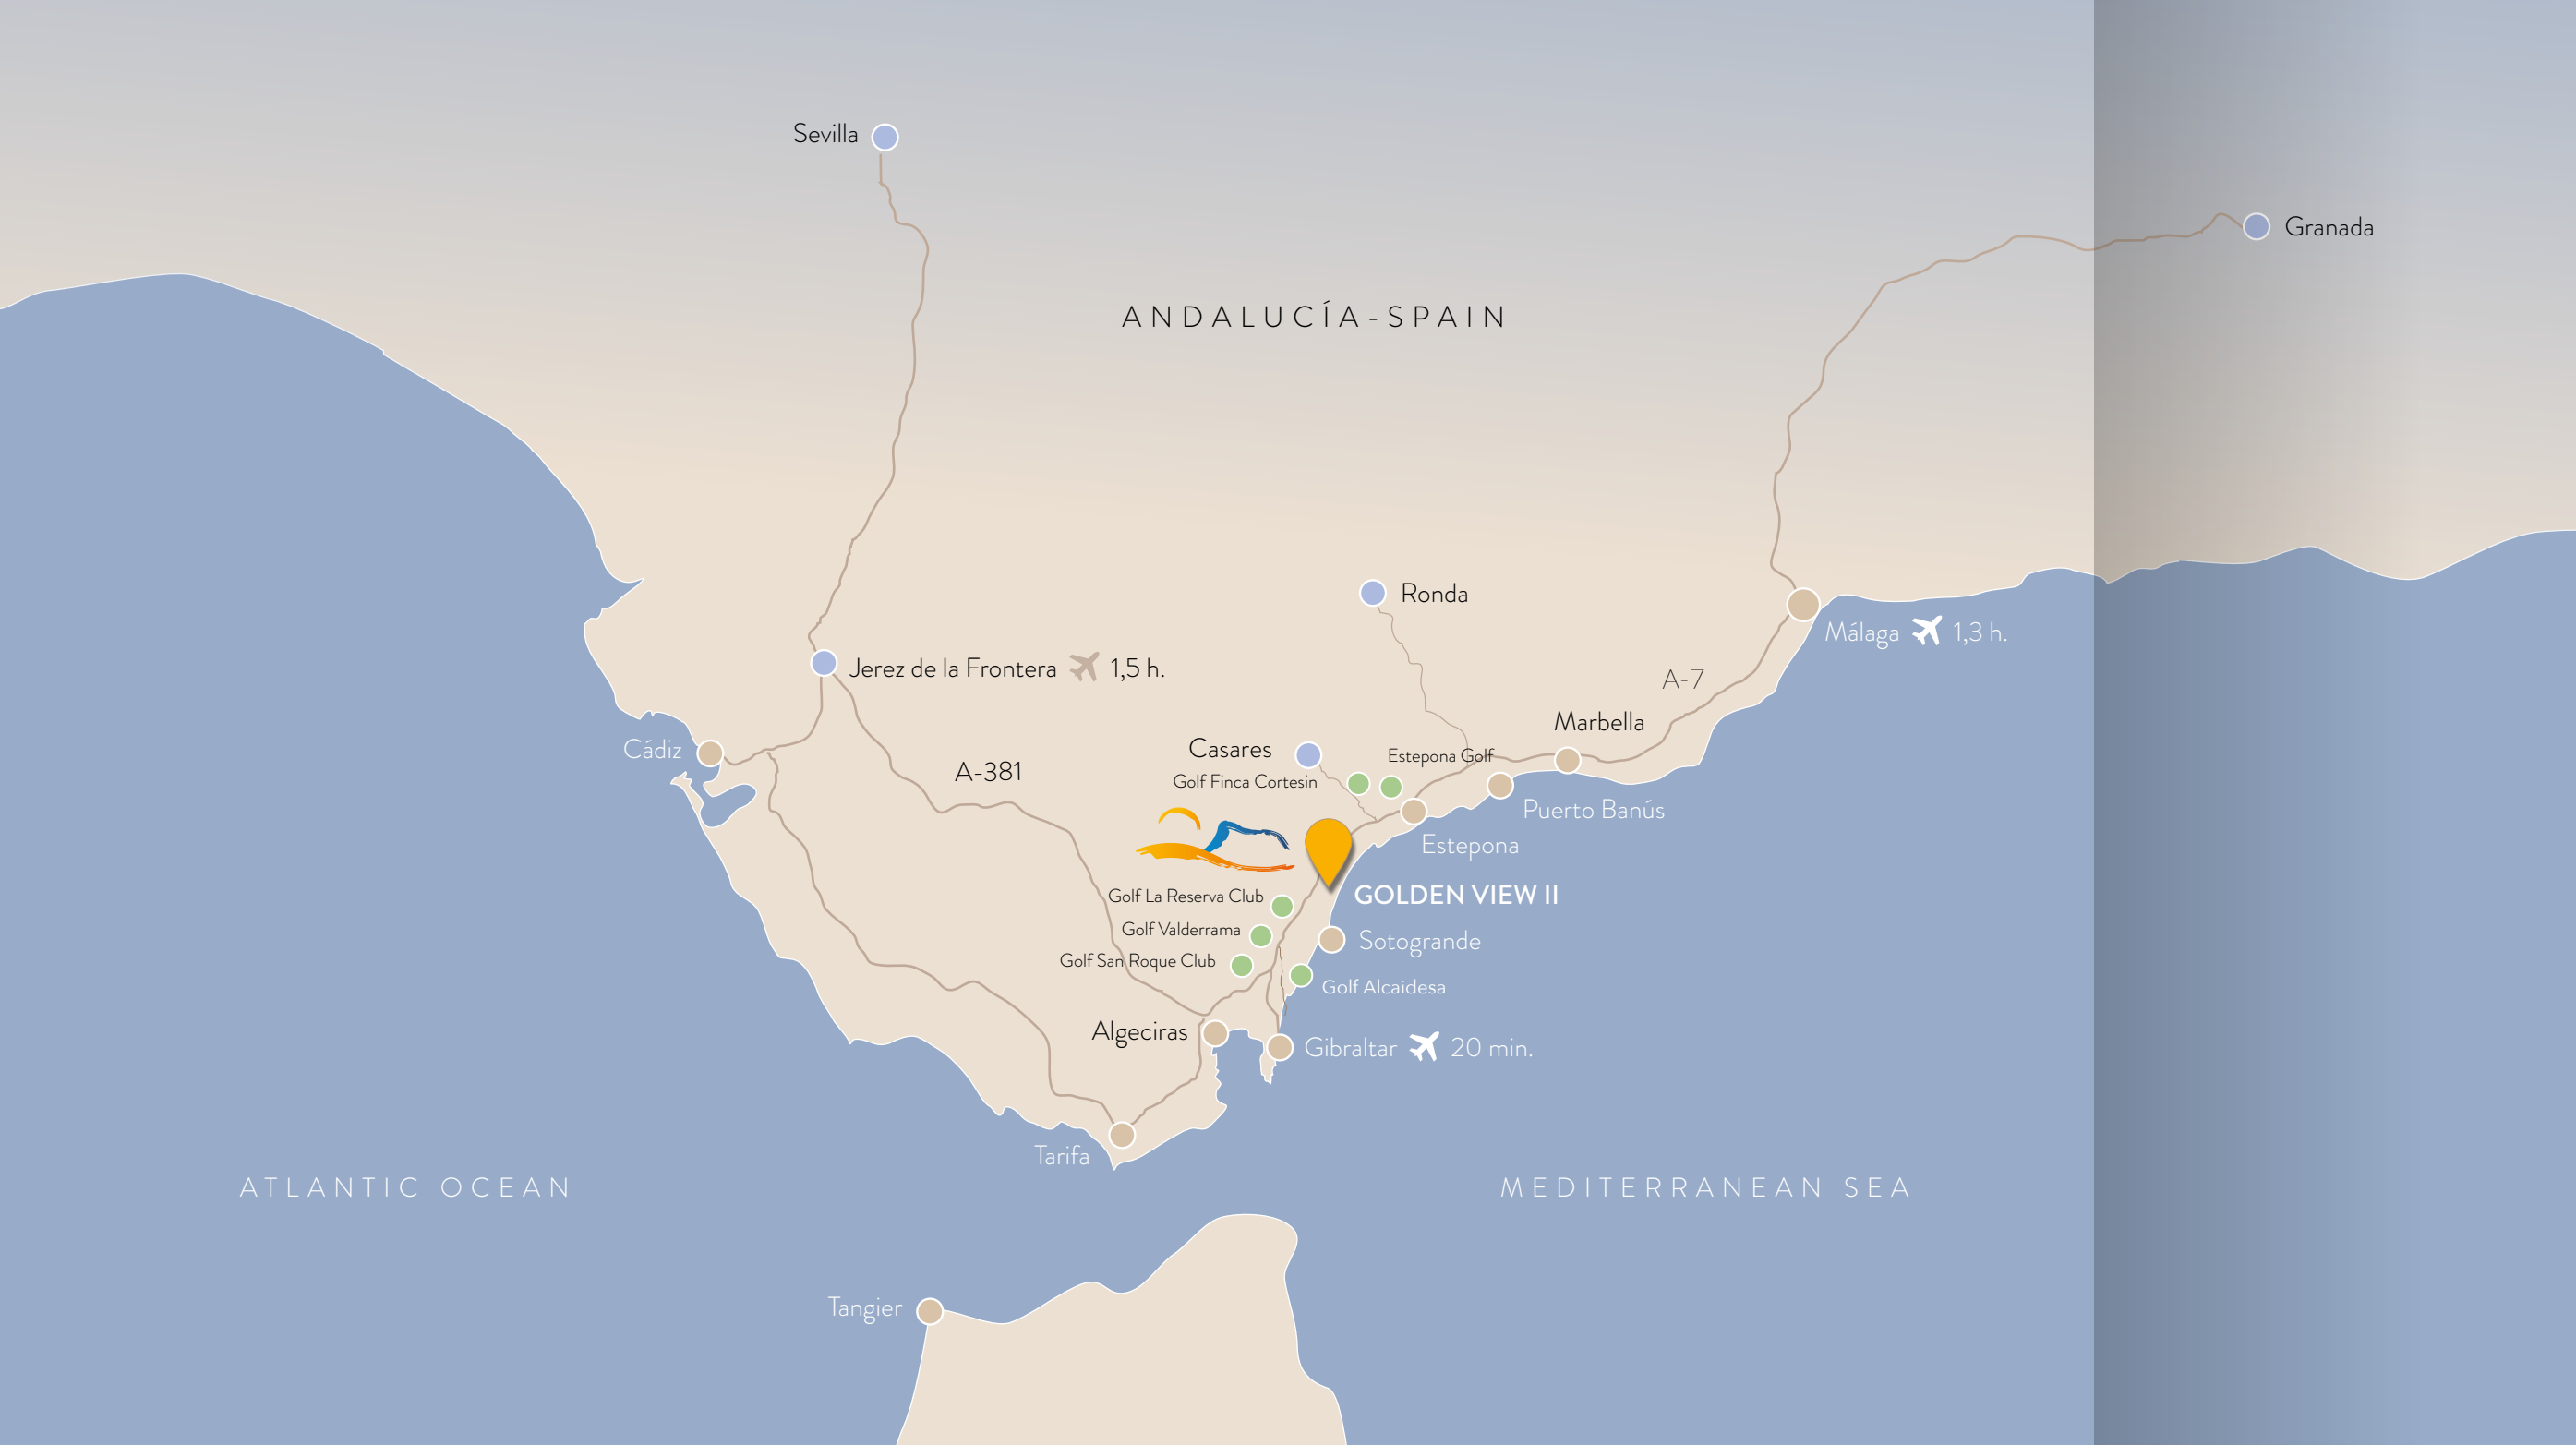 Sevilla
Granada
ANDALUCÍA-SPAIN
Ronda
Málaga 1,3 h.
Jerez de la Frontera 1,5 h.
A-7
Marbella
Cádiz
Casares
Estepona Golf
A-381
Golf Finca Cortesin
Puerto Banús
Estepona
GOLDEN VIEW II
Golf La Reserva Club
Golf Valderrama
Sotogrande
Golf San Roque Club
Golf Alcaidesa
Algeciras
Gibraltar 20 min.
Tarifa
ATLANTIC OCEAN
MEDITERRANEAN SEA
Tangier